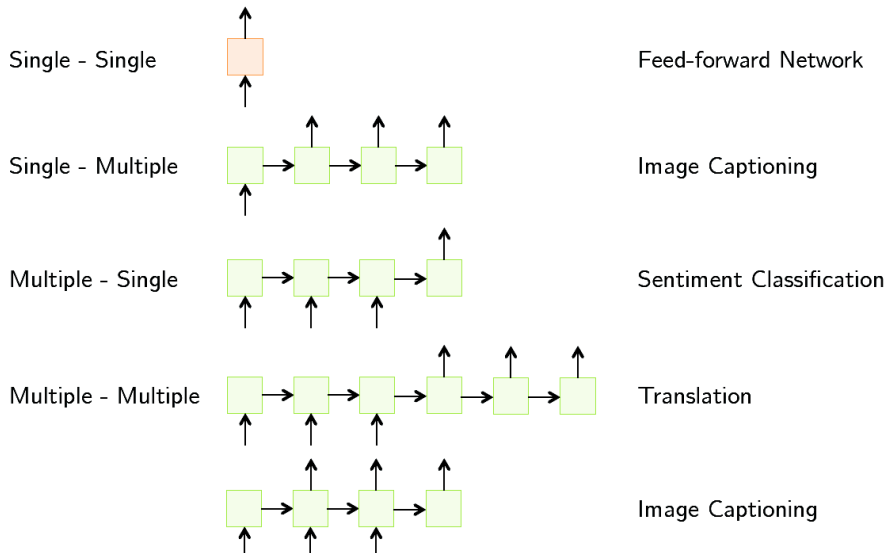 Single - Single Feed-forward Network
Single - Multiple Image Captioning
Multiple - Single Sentiment Classification
Multiple - Multiple Translation
Image Captioning